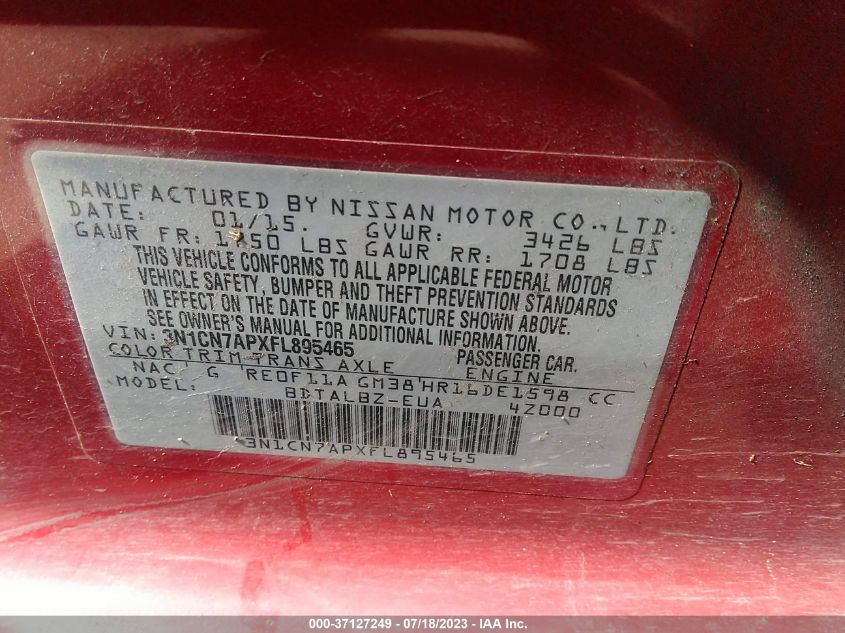 MANUFACTURED BY NISSAN MOTOR CO., LTD.
DATE: 01/15. GVWR: 3426 LBS
GAWR FR: 1750 LBS GAWR RR: 1708 LBS
THIS VEHICLE CONFORMS TO ALL APPLICABLE FEDERAL MOTOR
VEHICLE SAFETY, BUMPER AND THEFT PREVENTION STANDARDS
IN EFFECT ON THE DATE OF MANUFACTURE SHOWN ABOVE.
SEE OWNER'S MANUAL FOR ADDITIONAL INFORMATION.
VIN: 3N1CN7APXFL895465 PASSENGER CAR.
COLOR TRIM TRANS AXLE ENGINE
NAC G RE0F11A GM38 HR16DE1598 CC
MODEL: BDTALBZ-EUA 4Z000
3N1CN7APXFL895465
000-37127249 - 07/18/2023 - IAA Inc.